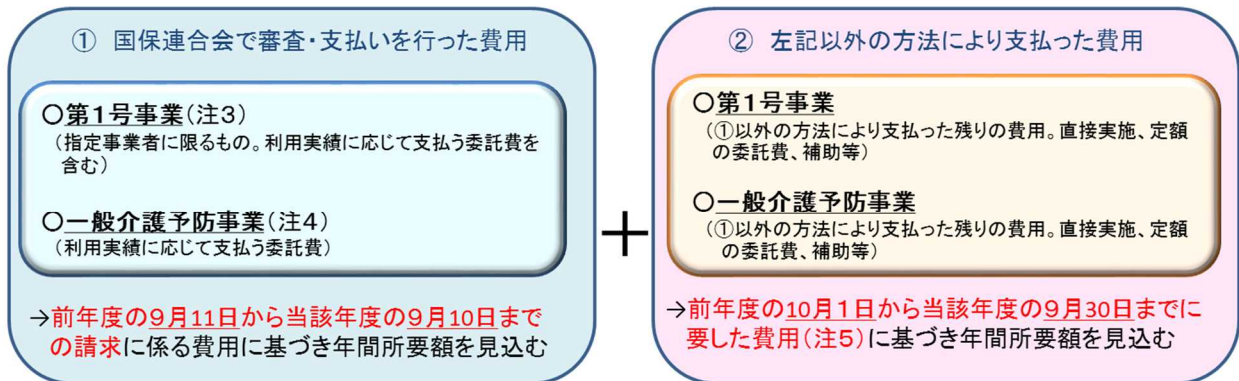 ① 国保連合会で審査・支払いを行った費用
○第１号事業(注３)
(指定事業者に限るもの。利用実績に応じて支払う委託費を
含む)
○一般介護予防事業(注４)
(利用実績に応じて支払う委託費)
→前年度の９月11日から当該年度の９月10日まで
の請求に係る費用に基づき年間所要額を見込む
＋
② 左記以外の方法により支払った費用
○第１号事業
(①以外の方法により支払った残りの費用。直接実施、定額
の委託費、補助等)
○一般介護予防事業
(①以外の方法により支払った残りの費用。直接実施、定額
の委託費、補助等)
→前年度の10月１日から当該年度の９月30日までに
要した費用(注５)に基づき年間所要額を見込む